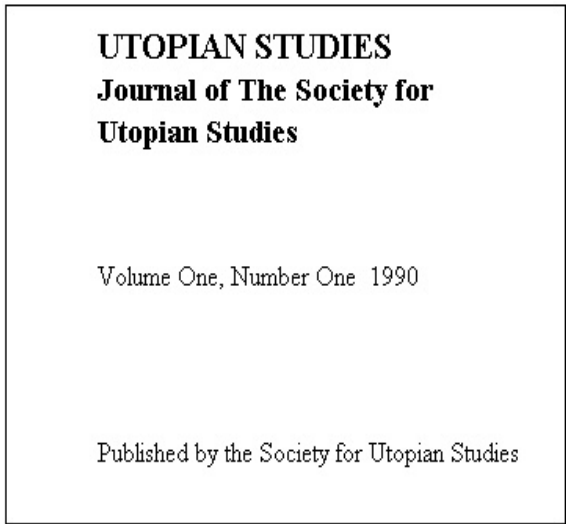 UTOPIAN STUDIES
Journal of The Society for
Utopian Studies
Volume One, Number One 1990
Published by the Society for Utopian Studies